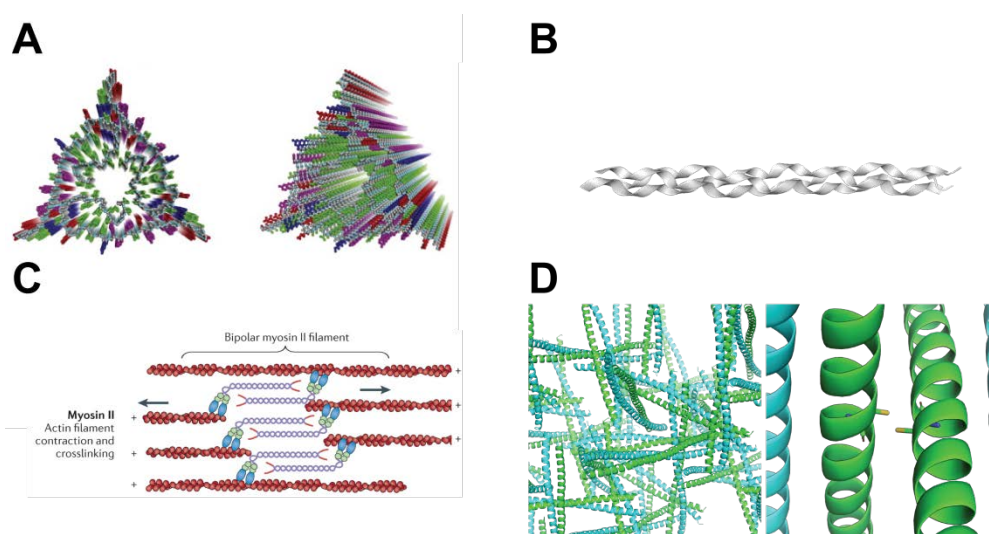 A
B
C
Bipolar myosin II filament
+
Myosin II
Actin filament
contraction and
crosslinking
+
+
+
+
+
+
D